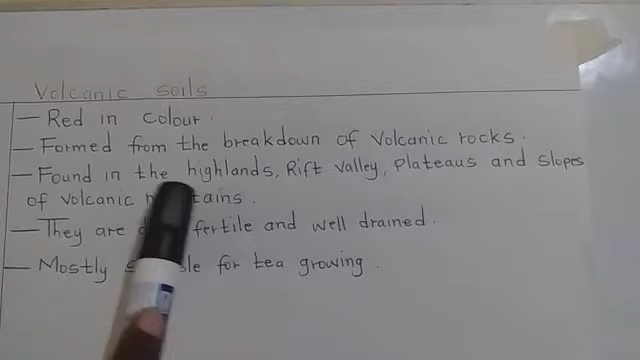 Volcanic soils
— Red in colour.
— Formed from the breakdown of volcanic rocks.
— Found in the highlands, Rift valley, Plateaus and slopes
of volcanic
— They are fertile and well drained.
— Mostly for tea growing.